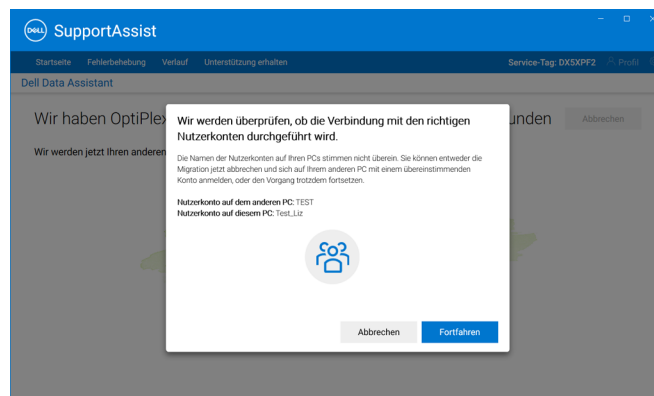 DELL SupportAssist
Startseite Fehlerbehebung Verlauf Unterstützung erhalten Service-Tag: DX5XPF2 Profil
Dell Data Assistant
Wir haben OptiPlex unden Abbrechen
Wir werden jetzt Ihren anderen
Wir werden überprüfen, ob die Verbindung mit den richtigen
Nutzerkonten durchgeführt wird.
Die Namen der Nutzerkonten auf Ihren PCs stimmen nicht überein. Sie können entweder die
Migration jetzt abbrechen und sich auf Ihrem anderen PC mit einem übereinstimmenden
Konto anmelden, oder den Vorgang trotzdem fortsetzen.
Nutzerkonto auf dem anderen PC: TEST
Nutzerkonto auf diesem PC: Test_Liz
Abbrechen Fortfahren